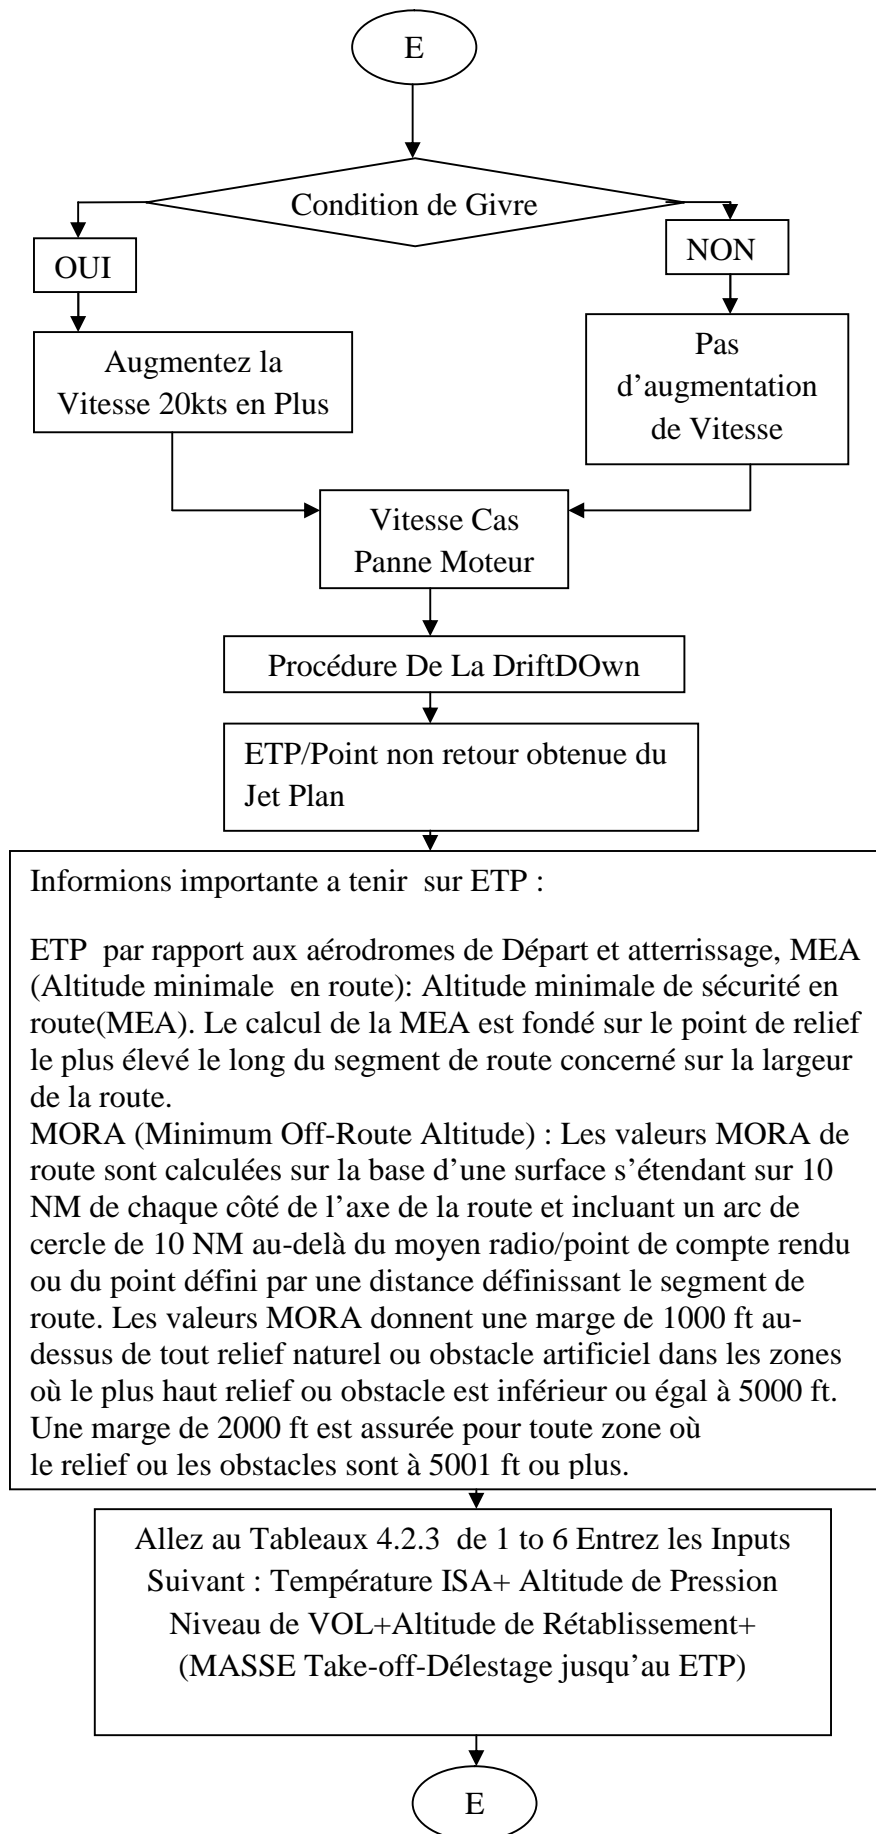 E
Condition de Givre
OUI
NON
Augmentez la
Vitesse 20kts en Plus
Pas
d’augmentation
de Vitesse
Vitesse Cas
Panne Moteur
Procédure De La DriftDOwn
ETP/Point non retour obtenue du
Jet Plan
Informions importante a tenir sur ETP :
ETP par rapport aux aérodromes de Départ et atterrissage, MEA
(Altitude minimale en route): Altitude minimale de sécurité en
route(MEA). Le calcul de la MEA est fondé sur le point de relief
le plus élevé le long du segment de route concerné sur la largeur
de la route.
MORA (Minimum Off-Route Altitude) : Les valeurs MORA de
route sont calculées sur la base d’une surface s’étendant sur 10
NM de chaque côté de l’axe de la route et incluant un arc de
cercle de 10 NM au-delà du moyen radio/point de compte rendu
ou du point défini par une distance définissant le segment de
route. Les valeurs MORA donnent une marge de 1000 ft au-
dessus de tout relief naturel ou obstacle artificiel dans les zones
où le plus haut relief ou obstacle est inférieur ou égal à 5000 ft.
Une marge de 2000 ft est assurée pour toute zone où
le relief ou les obstacles sont à 5001 ft ou plus.
Allez au Tableaux 4.2.3 de 1 to 6 Entrez les Inputs
Suivant : Température ISA+ Altitude de Pression
Niveau de VOL+Altitude de Rétablissement+
(MASSE Take-off-Délestage jusqu’au ETP)
E